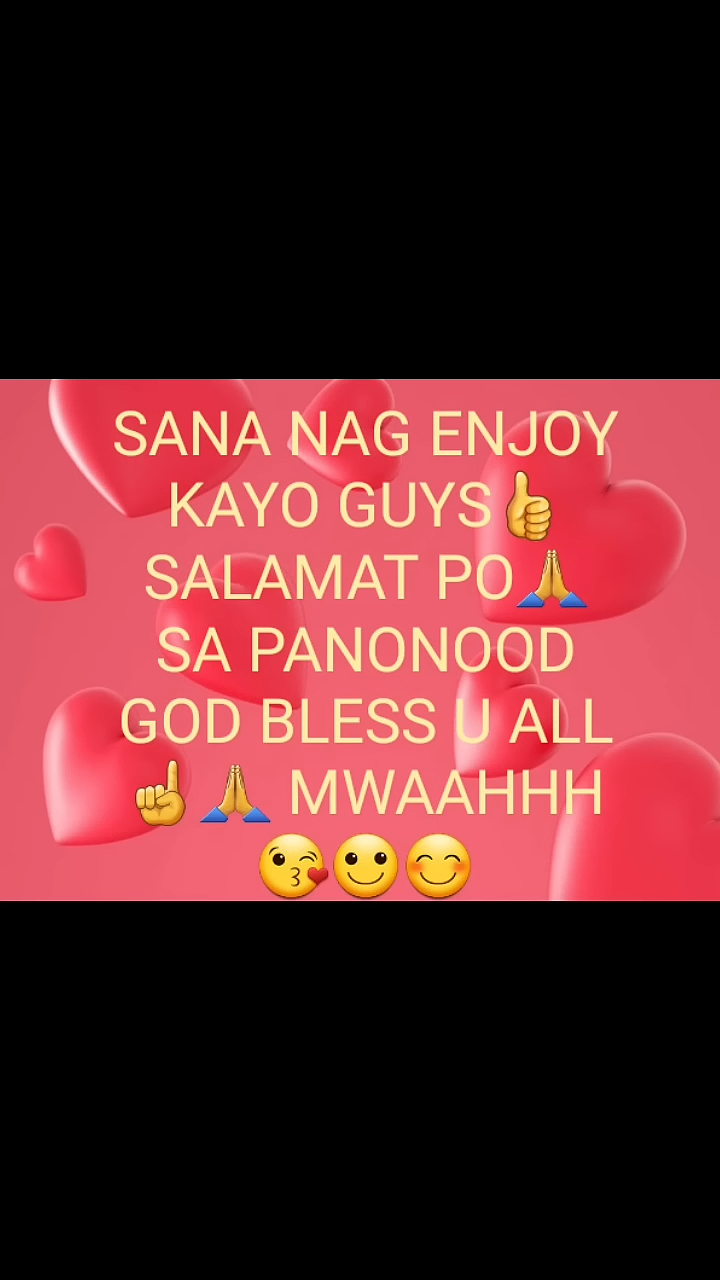 SANA NAG ENJOY
KAYO GUYS👍
SALAMAT PO🙏
SA PANONOOD
GOD BLESS U ALL
☝️🙏 MWAAHHH
😘🙂😊